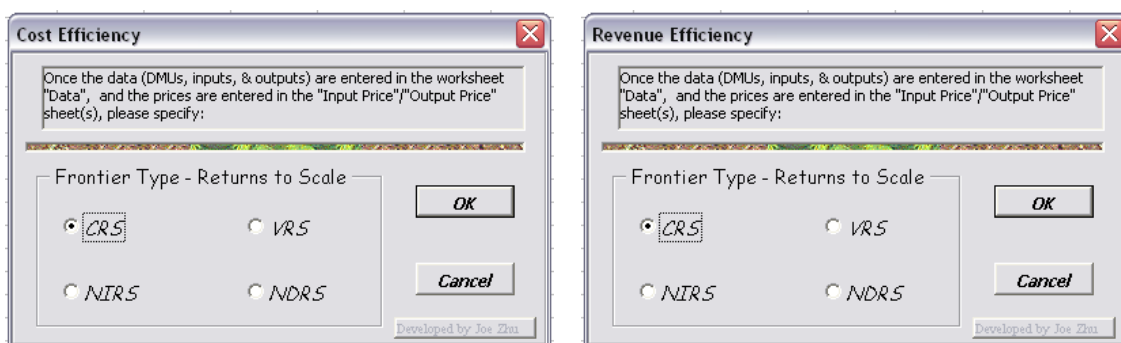 Cost Efficiency
Once the data (DMUs, inputs, & outputs) are entered in the worksheet
"Data",  and the prices are entered in the "Input Price"/"Output Price"
sheet(s), please specify:
Frontier Type - Returns to Scale
CRS
VRS
NIRS
NDRS
OK
Cancel
Developed by Joe Zhu
Revenue Efficiency
Once the data (DMUs, inputs, & outputs) are entered in the worksheet
"Data",  and the prices are entered in the "Input Price"/"Output Price"
sheet(s), please specify:
Frontier Type - Returns to Scale
CRS
VRS
NIRS
NDRS
OK
Cancel
Developed by Joe Zhu